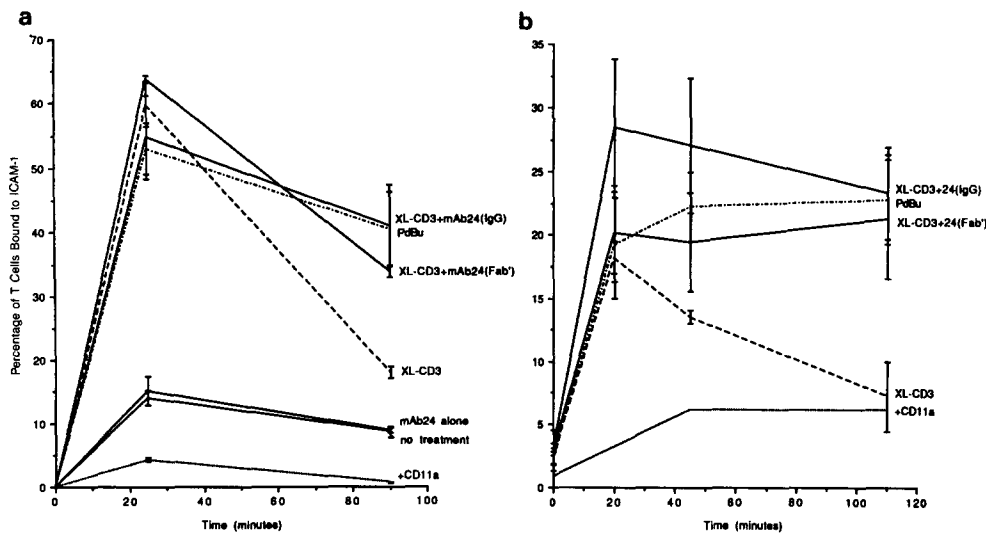 a
Percentage of T Cells Bound to ICAM-1
70
60
50
40
30
20
10
0
0
20
40
60
80
100
Time (minutes)
XL-CD3+mAb24(IgG)
PdBu
XL-CD3+mAb24(Fab')
XL-CD3
mAb24 alone
no treatment
+CD11a
b
35
30
25
20
15
10
5
0
0
20
40
60
80
100
120
Time (minutes)
XL-CD3+24(IgG)
PdBu
XL-CD3+24(Fab')
XL-CD3
+CD11a